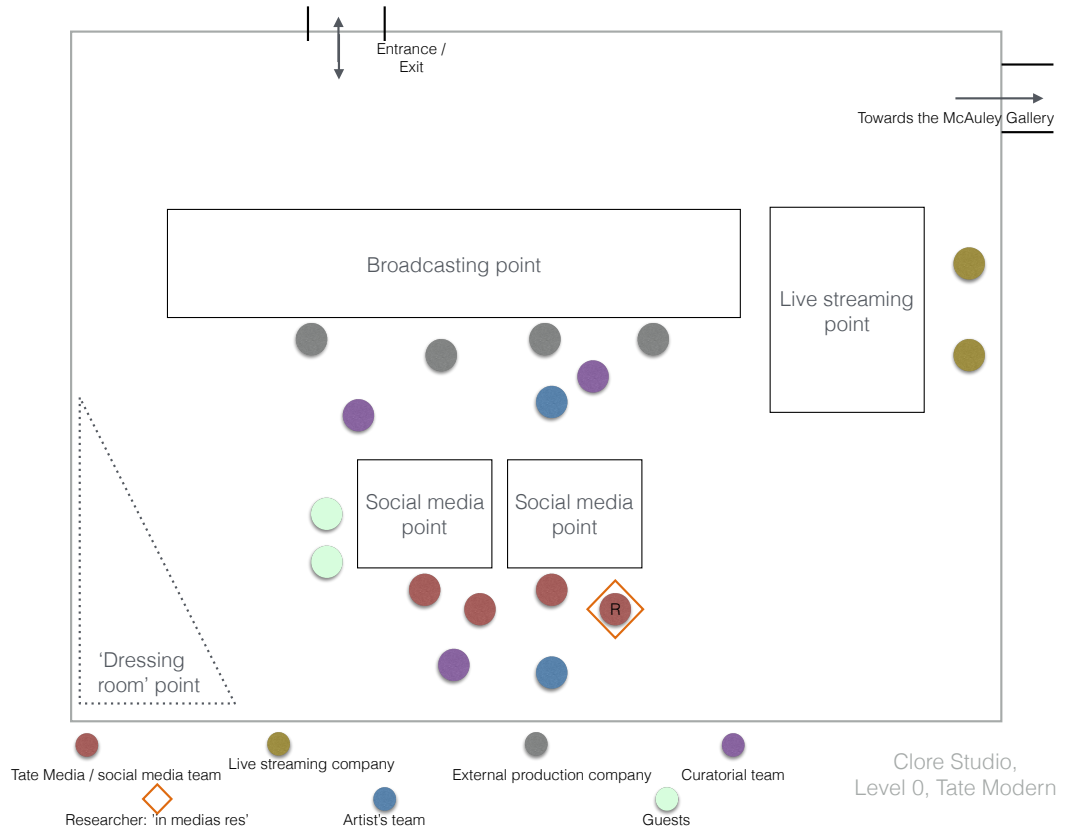 Entrance /
Exit
Towards the McAuley Gallery
Broadcasting point
Live streaming
point
Social media
point
Social media
point
R
‘Dressing
room’ point
Tate Media / social media team
Live streaming company
External production company
Curatorial team
Researcher: ‘in medias res’
Artist’s team
Guests
Clore Studio,
Level 0, Tate Modern